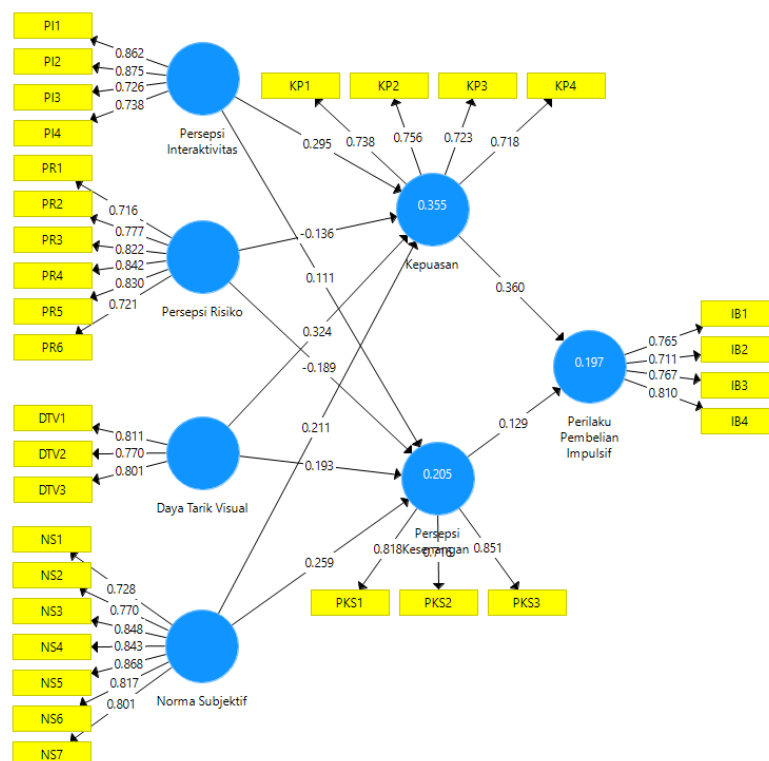 PI1
PI2
PI3
PI4
0.862
0.875
0.726
0.738
Persepsi
Interaktivitas
KP1
KP2
KP3
KP4
0.738
0.756
0.723
0.718
0.295
0.355
Kepuasan
PR1
PR2
PR3
PR4
PR5
PR6
0.716
0.777
0.822
0.842
0.830
0.721
Persepsi Risiko
-0.136
0.111
0.324
-0.189
0.211
0.360
0.197
Perilaku
Pembelian
Impulsif
IB1
IB2
IB3
IB4
0.765
0.711
0.767
0.810
DTV1
DTV2
DTV3
0.811
0.770
0.801
Daya Tarik Visual
0.193
0.129
0.205
Persepsi
Kesenangan
0.259
0.818
0.851
PKS1
PKS2
PKS3
NS1
NS2
NS3
NS4
NS5
NS6
NS7
0.728
0.770
0.848
0.843
0.868
0.817
0.801
Norma Subjektif